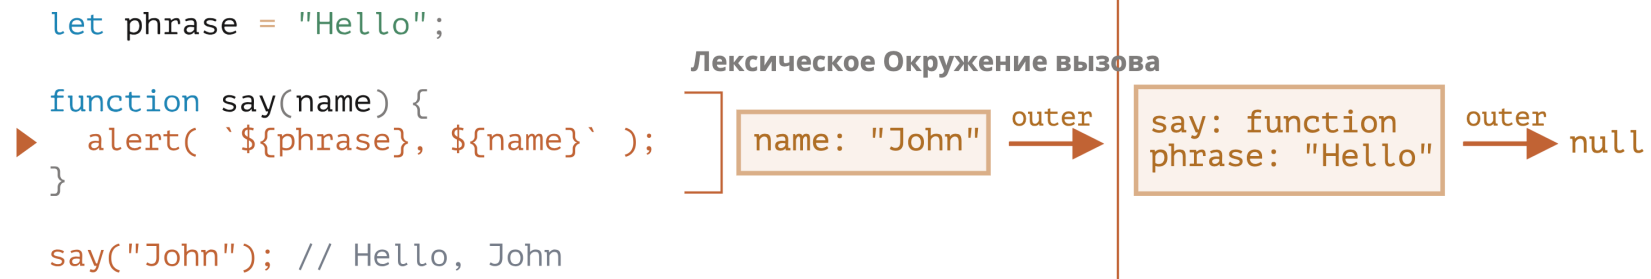 let phrase = "Hello";
function say(name) {
alert( `${phrase}, ${name}` );
}
say("John"); // Hello, John
Лексическое Окружение вызова
name: "John"
outer
say: function
phrase: "Hello"
outer
null